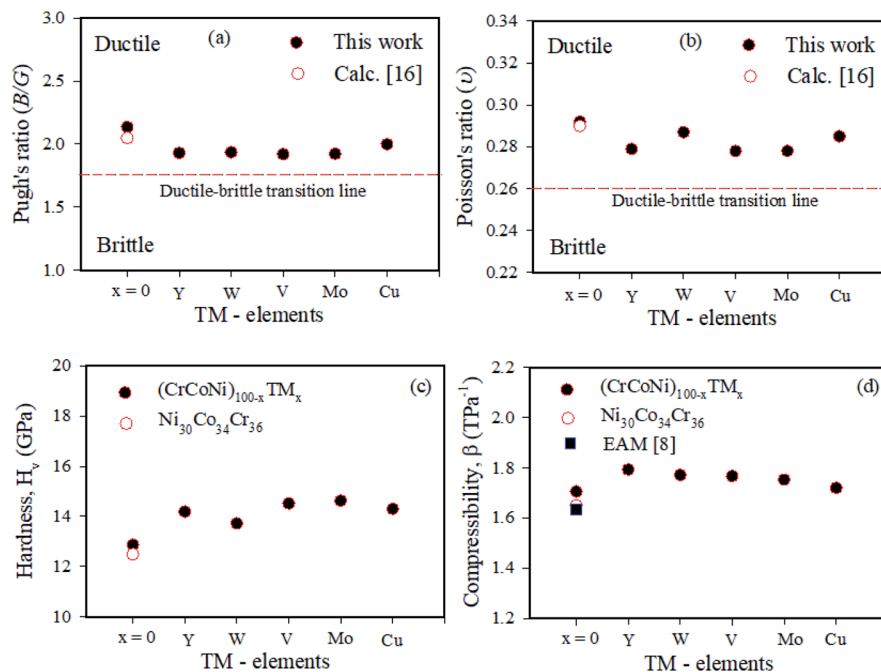 (a)
Ductile
This work
Calc. [16]
Ductile-brittle transition line
Brittle
Pugh's ratio (B/G)
3.0
2.5
2.0
1.5
1.0
x = 0 Y W V Mo Cu
TM - elements
(b)
Ductile
This work
Calc. [16]
Ductile-brittle transition line
Brittle
Poisson's ratio (υ)
0.32
0.30
0.28
0.26
0.24
0.22
x = 0 Y W V Mo Cu
TM - elements
(c)
(CrCoNi)₁₀₀₋ₓTMₓ
Ni₃₀Co₃₄Cr₃₆
Hardness, Hᵥ (GPa)
20
18
16
14
12
10
x = 0 Y W V Mo Cu
TM - elements
(d)
(CrCoNi)₁₀₀₋ₓTMₓ
Ni₃₀Co₃₄Cr₃₆
EAM [8]
Compressibility, β (TPa⁻¹)
2.2
2.0
1.8
1.6
1.4
1.2
x = 0 Y W V Mo Cu
TM - elements